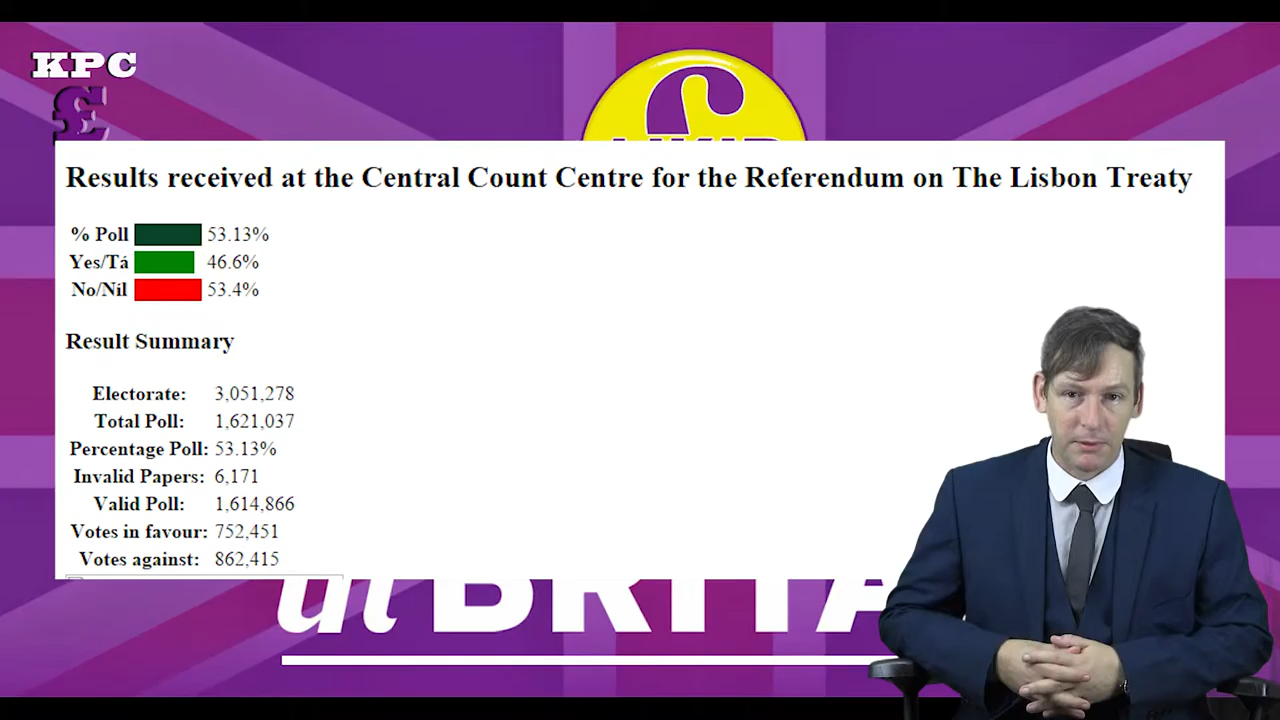 KPC
£
UKIP
Results received at the Central Count Centre for the Referendum on The Lisbon Treaty
% Poll 53.13%
Yes/Tá 46.6%
No/Níl 53.4%
Result Summary
Electorate: 3,051,278
Total Poll: 1,621,037
Percentage Poll: 53.13%
Invalid Papers: 6,171
Valid Poll: 1,614,866
Votes in favour: 752,451
Votes against: 862,415